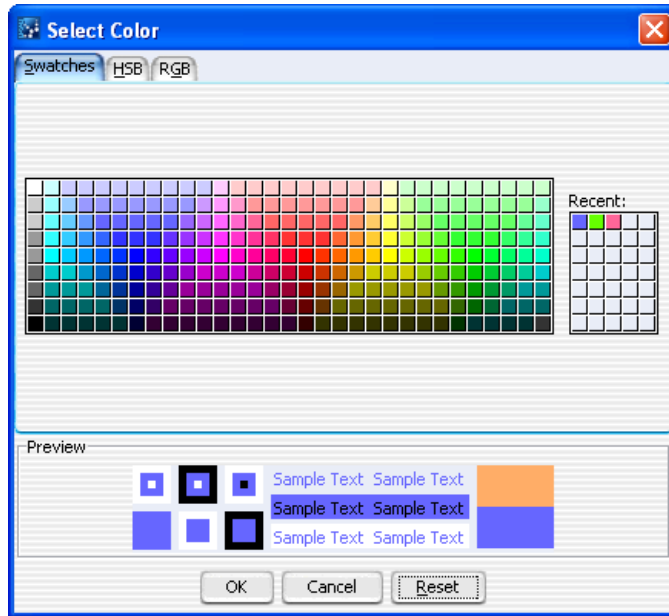 Select Color
Swatches HSB RGB
Recent:
Preview
Sample Text Sample Text
Sample Text Sample Text
Sample Text Sample Text
OK Cancel Reset